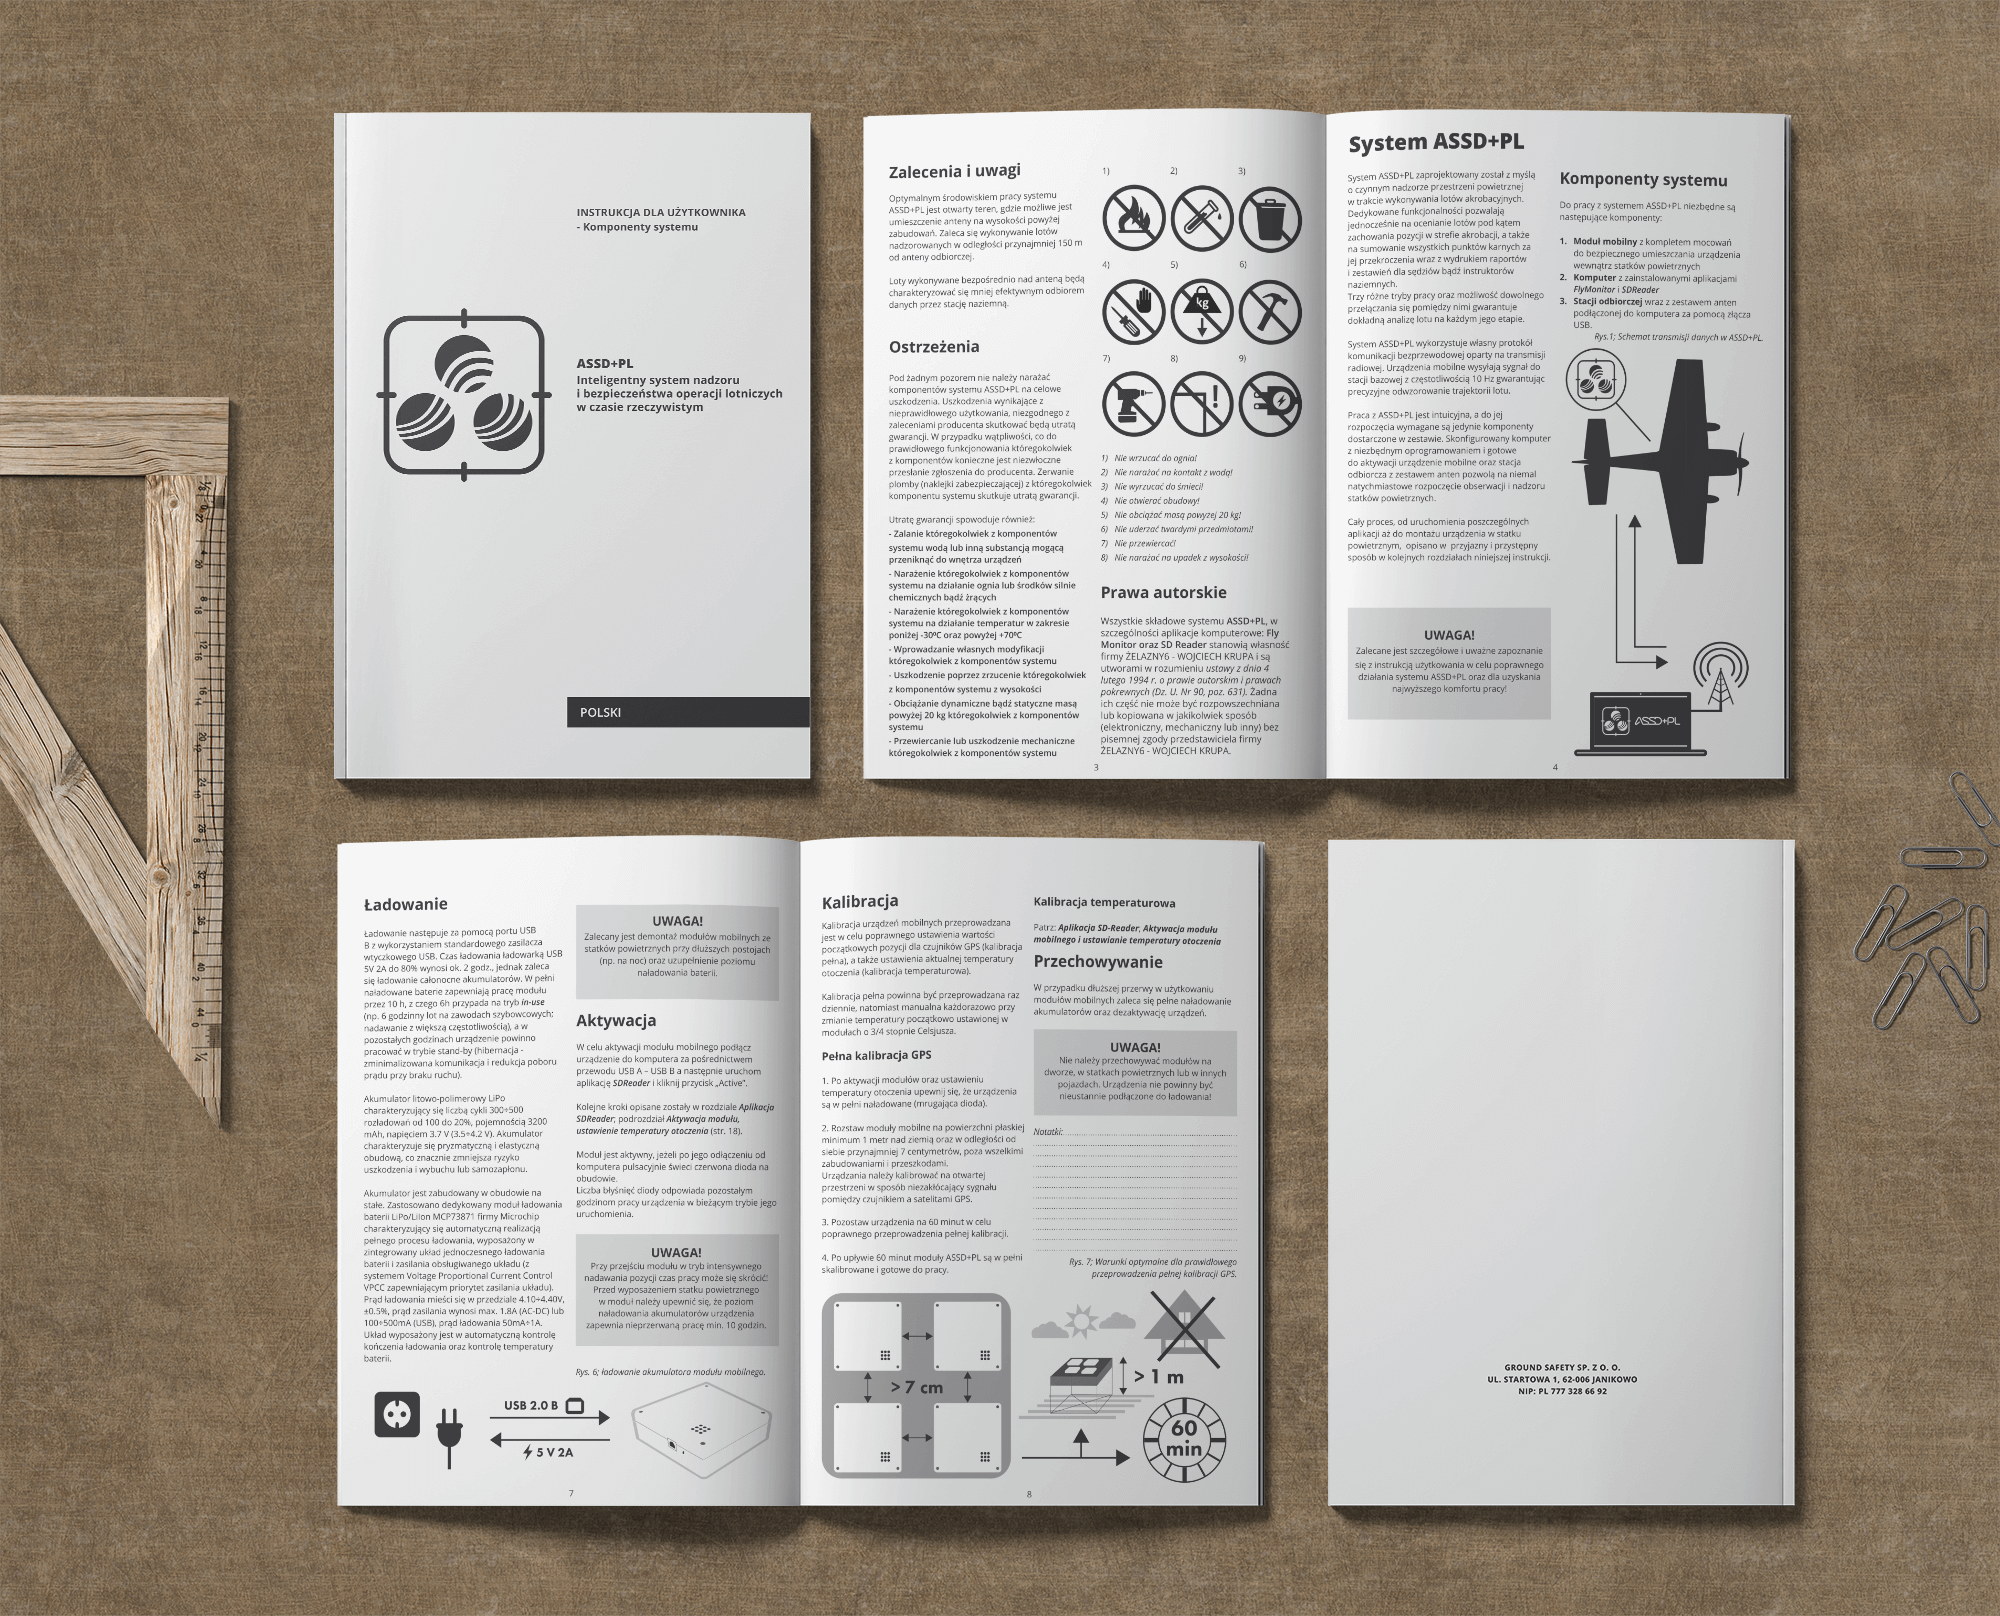 INSTRUKCJA DLA UŻYTKOWNIKA
- Komponenty systemu
ASSD+PL
Inteligentny system nadzoru
i bezpieczeństwa operacji lotniczych
w czasie rzeczywistym
POLSKI
Zalecenia i uwagi
Optymalnym środowiskiem pracy systemu
ASSD+PL jest otwarty teren, gdzie możliwe jest
umieszczenie anteny na wysokości powyżej
zabudowań. Zaleca się wykonywanie lotów
nadzorowanych w odległości przynajmniej 150 m
od anteny odbiorczej.
Loty wykonywane bezpośrednio nad anteną będą
charakteryzować się mniej efektywnym odbiorem
danych przez stację naziemną.
Ostrzeżenia
Pod żadnym pozorem nie należy narażać
komponentów systemu ASSD+PL na celowe
uszkodzenia. Uszkodzenia wynikające z
nieprawidłowego użytkowania, niezgodnego z
zaleceniami producenta skutkować będą utratą
gwarancji. W przypadku wątpliwości, co do
prawidłowego funkcjonowania któregokolwiek
z komponentów konieczne jest niezwłoczne
przesłanie zgłoszenia do producenta. Zerwanie
plomby (naklejki zabezpieczającej) z któregokolwiek
komponentu systemu skutkuje utratą gwarancji.
Utratę gwarancji spowoduje również:
- Zalanie któregokolwiek z komponentów
systemu wodą lub inną substancją mogącą
przeniknąć do wnętrza urządzeń
- Narażenie któregokolwiek z komponentów
systemu na działanie ognia lub środków silnie
chemicznych bądź żrących
- Narażenie któregokolwiek z komponentów
systemu na działanie temperatur w zakresie
poniżej -30ºC oraz powyżej +70ºC
- Wprowadzanie własnych modyfikacji
któregokolwiek z komponentów systemu
- Uszkodzenie poprzez zrzucenie któregokolwiek
z komponentów systemu z wysokości
- Obciążanie dynamiczne bądź statyczne masą
powyżej 20 kg któregokolwiek z komponentów
systemu
- Przewiercanie lub uszkodzenie mechaniczne
któregokolwiek z komponentów systemu
1) 2) 3)
4) 5) 6)
kg
7) 8) 9)
1) Nie wrzucać do ognia!
2) Nie narażać na kontakt z wodą!
3) Nie wyrzucać do śmieci!
4) Nie otwierać obudowy!
5) Nie obciążać masą powyżej 20 kg!
6) Nie uderzać twardymi przedmiotami!
7) Nie przewiercać!
8) Nie narażać na upadek z wysokości!
Prawa autorskie
Wszystkie składowe systemu ASSD+PL, w
szczególności aplikacje komputerowe: Fly
Monitor oraz SD Reader stanowią własność
firmy ŻELAZNY6 - WOJCIECH KRUPA i są
utworami w rozumieniu ustawy z dnia 4
lutego 1994 r. o prawie autorskim i prawach
pokrewnych (Dz. U. Nr 90, poz. 631). Żadna
ich część nie może być rozpowszechniana
lub kopiowana w jakikolwiek sposób
(elektroniczny, mechaniczny lub inny) bez
pisemnej zgody przedstawiciela firmy
ŻELAZNY6 - WOJCIECH KRUPA.
3
System ASSD+PL
System ASSD+PL zaprojektowany został z myślą
o czynnym nadzorze przestrzeni powietrznej
w trakcie wykonywania lotów akrobacyjnych.
Dedykowane funkcjonalności pozwalają
jednocześnie na ocenianie lotów pod kątem
zachowania pozycji w strefie akrobacji, a także
na sumowanie wszystkich punktów karnych za
jej przekroczenia wraz z wydrukiem raportów
i zestawień dla sędziów bądź instruktorów
naziemnych.
Trzy różne tryby pracy oraz możliwość dowolnego
przełączania się pomiędzy nimi gwarantuje
dokładną analizę lotu na każdym jego etapie.
System ASSD+PL wykorzystuje własny protokół
komunikacji bezprzewodowej oparty na transmisji
radiowej. Urządzenia mobilne wysyłają sygnał do
stacji bazowej z częstotliwością 10 Hz gwarantując
precyzyjne odwzorowanie trajektorii lotu.
Praca z ASSD+PL jest intuicyjna, a do jej
rozpoczęcia wymagane są jedynie komponenty
dostarczone w zestawie. Skonfigurowany komputer
z niezbędnym oprogramowaniem i gotowe
do aktywacji urządzenie mobilne oraz stacja
odbiorcza z zestawem anten pozwolą na niemal
natychmiastowe rozpoczęcie obserwacji i nadzoru
statków powietrznych.
Cały proces, od uruchomienia poszczególnych
aplikacji aż do montażu urządzenia w statku
powietrznym, opisano w przyjazny i przystępny
sposób w kolejnych rozdziałach niniejszej instrukcji.
UWAGA!
Zalecane jest szczegółowe i uważne zapoznanie
się z instrukcją użytkowania w celu poprawnego
działania systemu ASSD+PL oraz dla uzyskania
najwyższego komfortu pracy!
Komponenty systemu
Do pracy z systemem ASSD+PL niezbędne są
następujące komponenty:
1. Moduł mobilny z kompletem mocowań
do bezpiecznego umieszczania urządzenia
wewnątrz statków powietrznych
2. Komputer z zainstalowanymi aplikacjami
FlyMonitor i SDReader
3. Stacji odbiorczej wraz z zestawem anten
podłączonej do komputera za pomocą złącza
USB.
Rys.1; Schemat transmisji danych w ASSD+PL.
ASSD+PL
4
Ładowanie
Ładowanie następuje za pomocą portu USB
B z wykorzystaniem standardowego zasilacza
wtyczkowego USB. Czas ładowania ładowarką USB
5V 2A do 80% wynosi ok. 2 godz., jednak zaleca
się ładowanie całonocne akumulatorów. W pełni
naładowane baterie zapewniają pracę modułu
przez 10 h, z czego 6h przypada na tryb in-use
(np. 6 godzinny lot na zawodach szybowcowych;
nadawanie z większą częstotliwością), a w
pozostałych godzinach urządzenie powinno
pracować w trybie stand-by (hibernacja -
zminimalizowana komunikacja i redukcja poboru
prądu przy braku ruchu).
Akumulator litowo-polimerowy LiPo
charakteryzujący się liczbą cykli 300÷500
rozładowań od 100 do 20%, pojemnością 3200
mAh, napięciem 3.7 V (3.5÷4.2 V). Akumulator
charakteryzuje się pryzmatyczną i elastyczną
obudową, co znacznie zmniejsza ryzyko
uszkodzenia i wybuchu lub samozapłonu.
Akumulator jest zabudowany w obudowie na
stałe. Zastosowano dedykowany moduł ładowania
baterii LiPo/LiIon MCP73871 firmy Microchip
charakteryzujący się automatyczną realizacją
pełnego procesu ładowania, wyposażony w
zintegrowany układ jednoczesnego ładowania
baterii i zasilania obsługiwanego układu (z
systemem Voltage Proportional Current Control
VPCC zapewniającym priorytet zasilania układu).
Prąd ładowania mieści się w przedziale 4.10÷4.40V,
±0.5%, prąd zasilania wynosi max. 1.8A (AC-DC) lub
100÷500mA (USB), prąd ładowania 50mA÷1A.
Układ wyposażony jest w automatyczną kontrolę
kończenia ładowania oraz kontrolę temperatury
baterii.
UWAGA!
Zalecany jest demontaż modułów mobilnych ze
statków powietrznych przy dłuższych postojach
(np. na noc) oraz uzupełnienie poziomu
naładowania baterii.
Aktywacja
W celu aktywacji modułu mobilnego podłącz
urządzenie do komputera za pośrednictwem
przewodu USB A – USB B a następnie uruchom
aplikację SDReader i kliknij przycisk „Active”.
Kolejne kroki opisane zostały w rozdziale Aplikacja
SDReader; podrozdział Aktywacja modułu,
ustawienie temperatury otoczenia (str. 18).
Moduł jest aktywny, jeżeli po jego odłączeniu od
komputera pulsacyjnie świeci czerwona dioda na
obudowie.
Liczba błyśnięć diody odpowiada pozostałym
godzinom pracy urządzenia w bieżącym trybie jego
uruchomienia.
UWAGA!
Przy przejściu modułu w tryb intensywnego
nadawania pozycji czas pracy może się skrócić!
Przed wyposażeniem statku powietrznego
w moduł należy upewnić się, że poziom
naładowania akumulatorów urządzenia
zapewnia nieprzerwaną pracę min. 10 godzin.
Rys. 6; ładowanie akumulatora modułu mobilnego.
USB 2.0 B
5 V 2A
7
Kalibracja
Kalibracja urządzeń mobilnych przeprowadzana
jest w celu poprawnego ustawienia wartości
początkowych pozycji dla czujników GPS (kalibracja
pełna), a także ustawienia aktualnej temperatury
otoczenia (kalibracja temperaturowa).
Kalibracja pełna powinna być przeprowadzana raz
dziennie, natomiast manualna każdorazowo przy
zmianie temperatury początkowo ustawionej w
modułach o 3/4 stopnie Celsjusza.
Pełna kalibracja GPS
1. Po aktywacji modułów oraz ustawieniu
temperatury otoczenia upewnij się, że urządzenia
są w pełni naładowane (mrugająca dioda).
2. Rozstaw moduły mobilne na powierzchni płaskiej
minimum 1 metr nad ziemią oraz w odległości od
siebie przynajmniej 7 centymetrów, poza wszelkimi
zabudowaniami i przeszkodami.
Urządzania należy kalibrować na otwartej
przestrzeni w sposób niezakłócający sygnału
pomiędzy czujnikiem a satelitami GPS.
3. Pozostaw urządzenia na 60 minut w celu
poprawnego przeprowadzenia pełnej kalibracji.
4. Po upływie 60 minut moduły ASSD+PL są w pełni
skalibrowane i gotowe do pracy.
Kalibracja temperaturowa
Patrz: Aplikacja SD-Reader, Aktywacja modułu
mobilnego i ustawianie temperatury otoczenia
Przechowywanie
W przypadku dłuższej przerwy w użytkowaniu
modułów mobilnych zaleca się pełne naładowanie
akumulatorów oraz dezaktywację urządzeń.
UWAGA!
Nie należy przechowywać modułów na
dworze, w statkach powietrznych lub w innych
pojazdach. Urządzenia nie powinny być
nieustannie podłączone do ładowania!
Notatki:
Rys. 7; Warunki optymalne dla prawidłowego
przeprowadzenia pełnej kalibracji GPS.
> 7 cm
> 1 m
60
min
8
GROUND SAFETY SP. Z O. O.
UL. STARTOWA 1, 62-006 JANIKOWO
NIP: PL 777 328 66 92